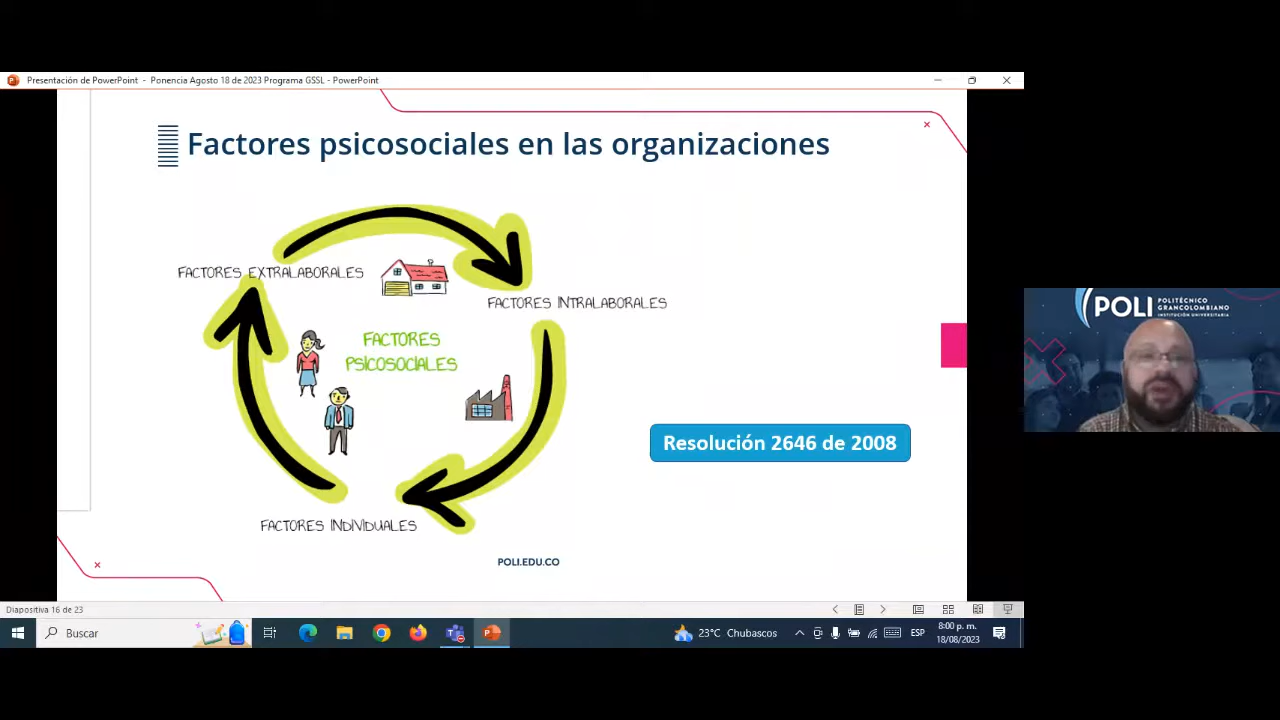 Presentación de PowerPoint - Ponencia Agosto 18 de 2023 Programa GSSL - PowerPoint
Factores psicosociales en las organizaciones
FACTORES EXTRALABORALES
FACTORES INTRALABORALES
FACTORES
PSICOSOCIALES
Resolución 2646 de 2008
FACTORES INDIVIDUALES
POLI.EDU.CO
POLI
POLITÉCNICO
GRANCOLOMBIANO
INSTITUCIÓN UNIVERSITARIA
Diapositiva 16 de 23
Buscar
23°C Chubascos
ESP
8:00 p. m.
18/08/2023